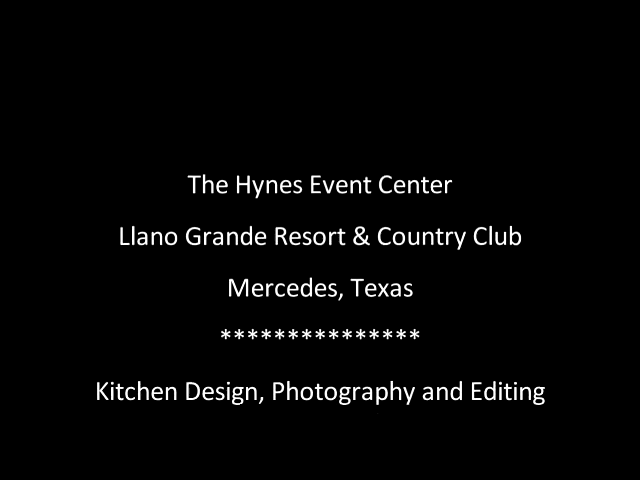 The Hynes Event Center
Llano Grande Resort & Country Club
Mercedes, Texas
***************
Kitchen Design, Photography and Editing